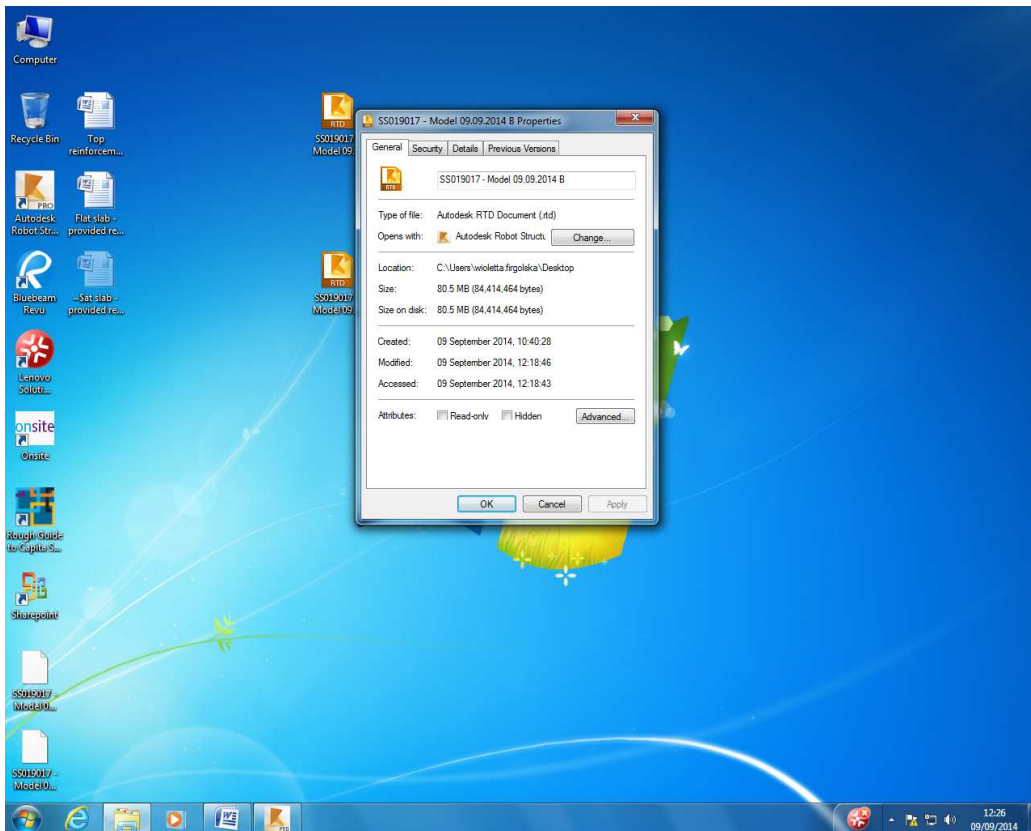 Computer
Recycle Bin
Top
reinforcem...
RTD
SS019017
Model 09.
PRO
Autodesk
Robot Str...
Flat slab -
provided re...
Bluebeam
Revu
~$at slab -
provided re...
RTD
SS019017
Model 09.
Lenovo
Soluti...
onsite
Onsite
Rough Guide
to Capita S...
Sharepoint
SS019017 -
Model 0...
SS019017 -
Model 0...
SS019017 - Model 09.09.2014 B Properties
General Security Details Previous Versions
RTD
SS019017 - Model 09.09.2014 B
Type of file: Autodesk RTD Document (.rtd)
Opens with: Autodesk Robot Structu Change...
Location: C:\Users\wioletta.firgolska\Desktop
Size: 80.5 MB (84,414,464 bytes)
Size on disk: 80.5 MB (84,414,464 bytes)
Created: 09 September 2014, 10:40:28
Modified: 09 September 2014, 12:18:46
Accessed: 09 September 2014, 12:18:43
Attributes: Read-only Hidden Advanced...
OK Cancel Apply
PRO
12:26
09/09/2014